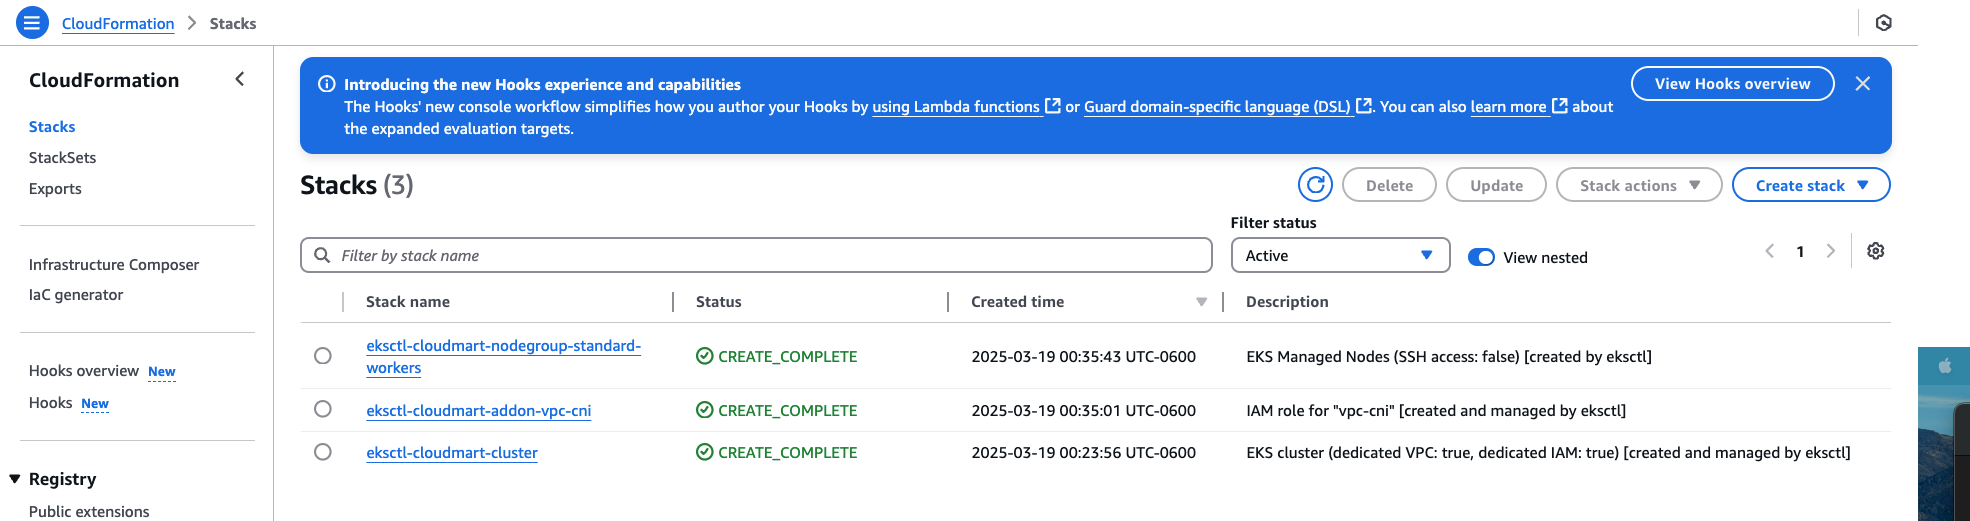 CloudFormation > Stacks
CloudFormation
Stacks
StackSets
Exports
Infrastructure Composer
IaC generator
Hooks overview New
Hooks New
Registry
Public extensions
Introducing the new Hooks experience and capabilities
The Hooks' new console workflow simplifies how you author your Hooks by using Lambda functions or Guard domain-specific language (DSL). You can also learn more about
the expanded evaluation targets.
View Hooks overview
Stacks (3)
Delete
Update
Stack actions
Create stack
Filter status
Filter by stack name
Active
View nested
1
Stack name Status Created time Description
eksctl-cloudmart-nodegroup-standard-
workers
CREATE_COMPLETE 2025-03-19 00:35:43 UTC-0600 EKS Managed Nodes (SSH access: false) [created by eksctl]
eksctl-cloudmart-addon-vpc-cni CREATE_COMPLETE 2025-03-19 00:35:01 UTC-0600 IAM role for "vpc-cni" [created and managed by eksctl]
eksctl-cloudmart-cluster CREATE_COMPLETE 2025-03-19 00:23:56 UTC-0600 EKS cluster (dedicated VPC: true, dedicated IAM: true) [created and managed by eksctl]